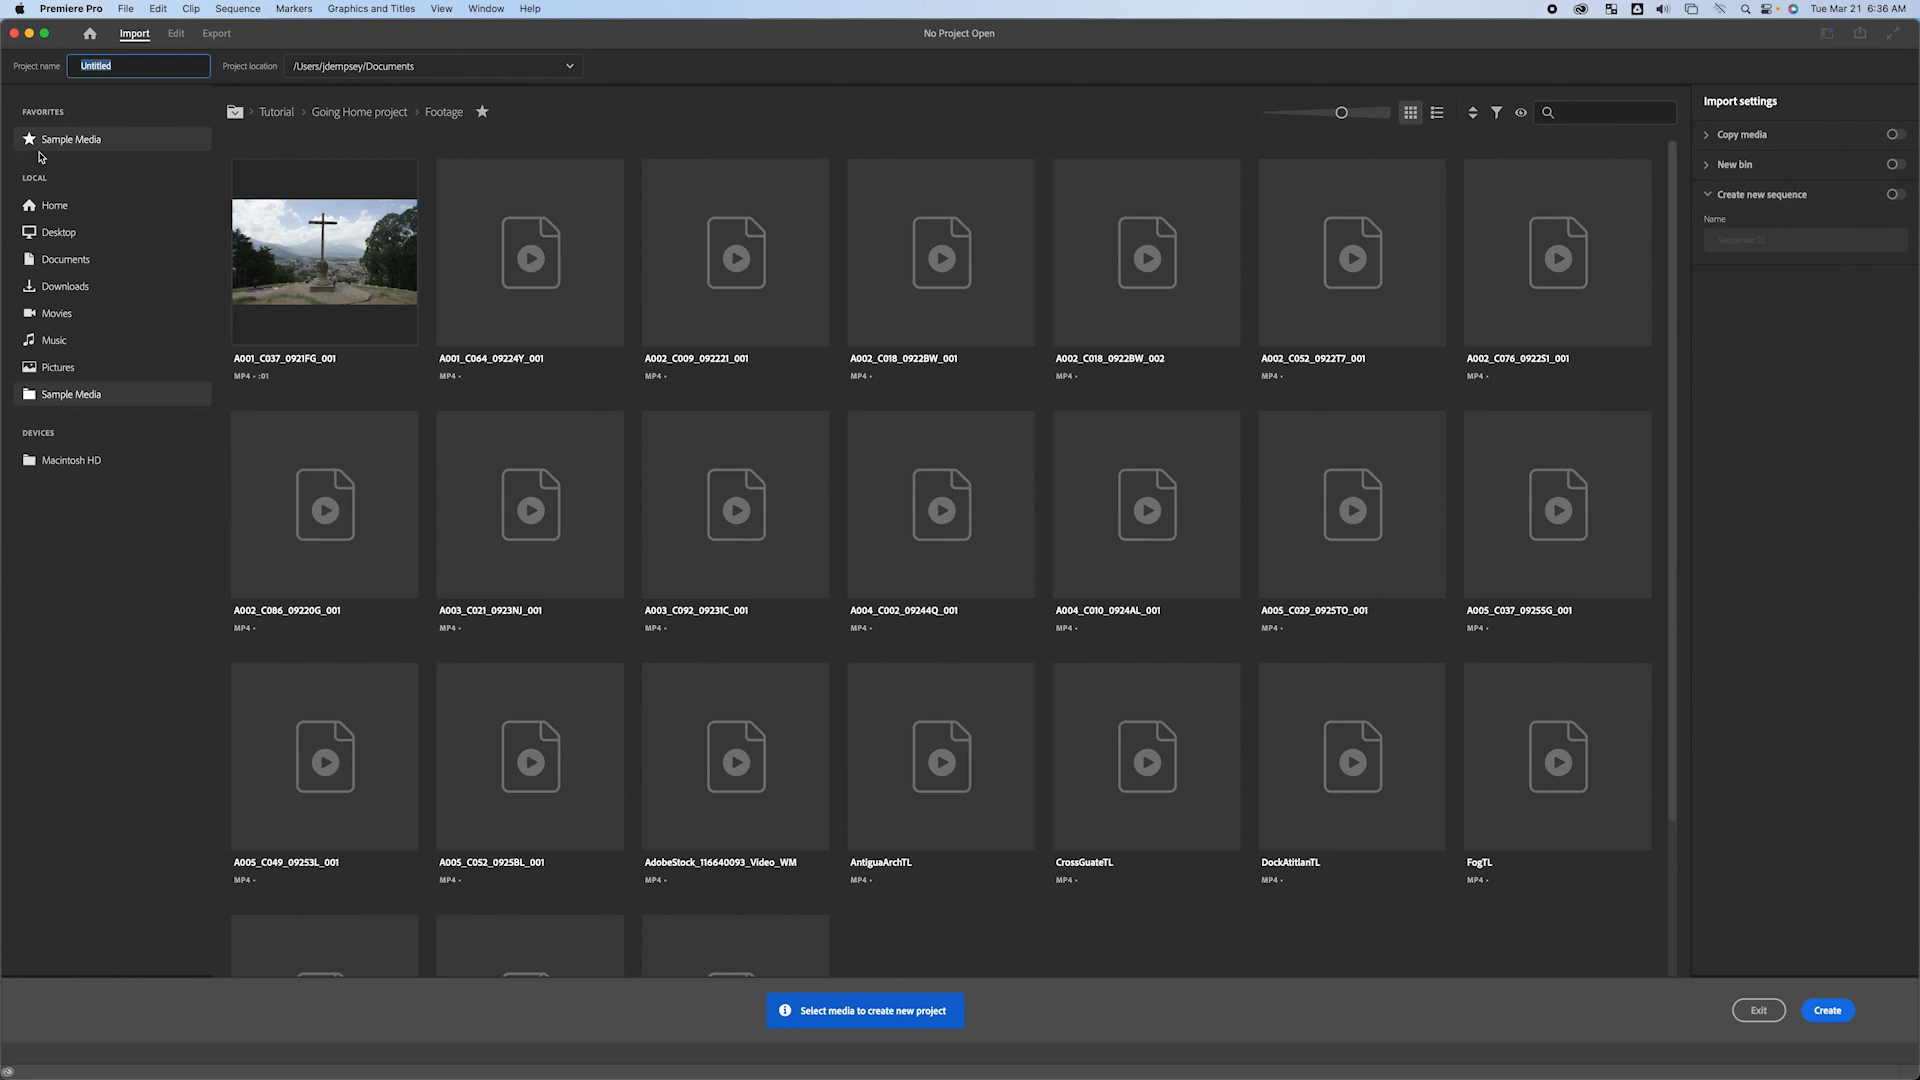 Premiere Pro File Edit Clip Sequence Markers Graphics and Titles View Window Help Tue Mar 21 6:36 AM
Import Edit Export No Project Open
Project name Untitled Project location /Users/jdempsey/Documents
FAVORITES
Sample Media
LOCAL
Home
Desktop
Documents
Downloads
Movies
Music
Pictures
Sample Media
DEVICES
Macintosh HD
Tutorial > Going Home project > Footage
A001_C037_0921FG_001 A001_C064_09224Y_001 A002_C009_092221_001 A002_C018_0922BW_001 A002_C018_0922BW_002 A002_C052_0922T7_001 A002_C076_0922S1_001
MP4 • :01 MP4 • MP4 • MP4 • MP4 • MP4 • MP4 •
A002_C086_09220G_001 A003_C021_0923NJ_001 A003_C092_09231C_001 A004_C002_09244Q_001 A004_C010_0924AL_001 A005_C029_0925TO_001 A005_C037_09255G_001
MP4 • MP4 • MP4 • MP4 • MP4 • MP4 • MP4 •
A005_C049_09253L_001 A005_C052_0925BL_001 AdobeStock_116640093_Video_WM AntiguaArchTL CrossGuateTL DockAtitlanTL FogTL
MP4 • MP4 • MP4 • MP4 • MP4 • MP4 • MP4 •
Import settings
Copy media
New bin
Create new sequence
Name
Sequence 01
Select media to create new project
Exit Create